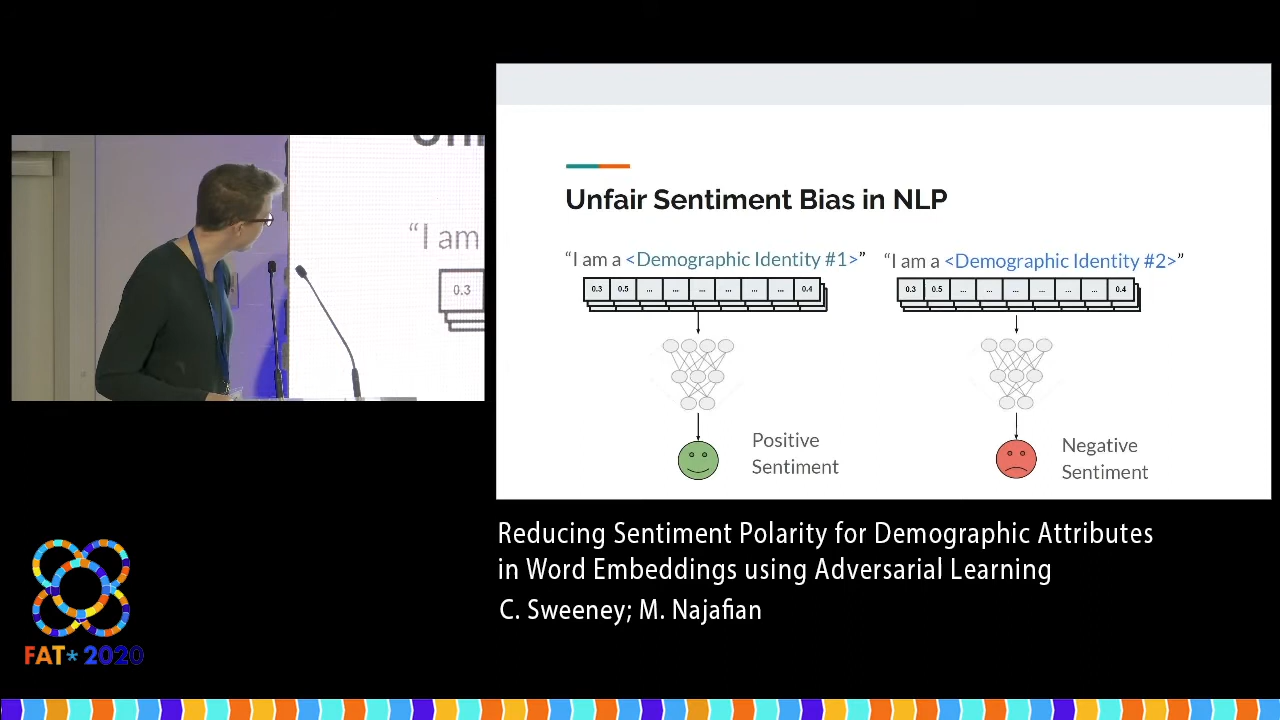 Unfair Sentiment Bias in NLP
“I am a <Demographic Identity #1>” “I am a <Demographic Identity #2>”
0.3 0.5 ... ... ... ... ... ... 0.4 0.3 0.5 ... ... ... ... ... ... 0.4
Positive
Sentiment
Negative
Sentiment
“I am
0.3
Reducing Sentiment Polarity for Demographic Attributes
in Word Embeddings using Adversarial Learning
C. Sweeney; M. Najafian
FAT* 2020